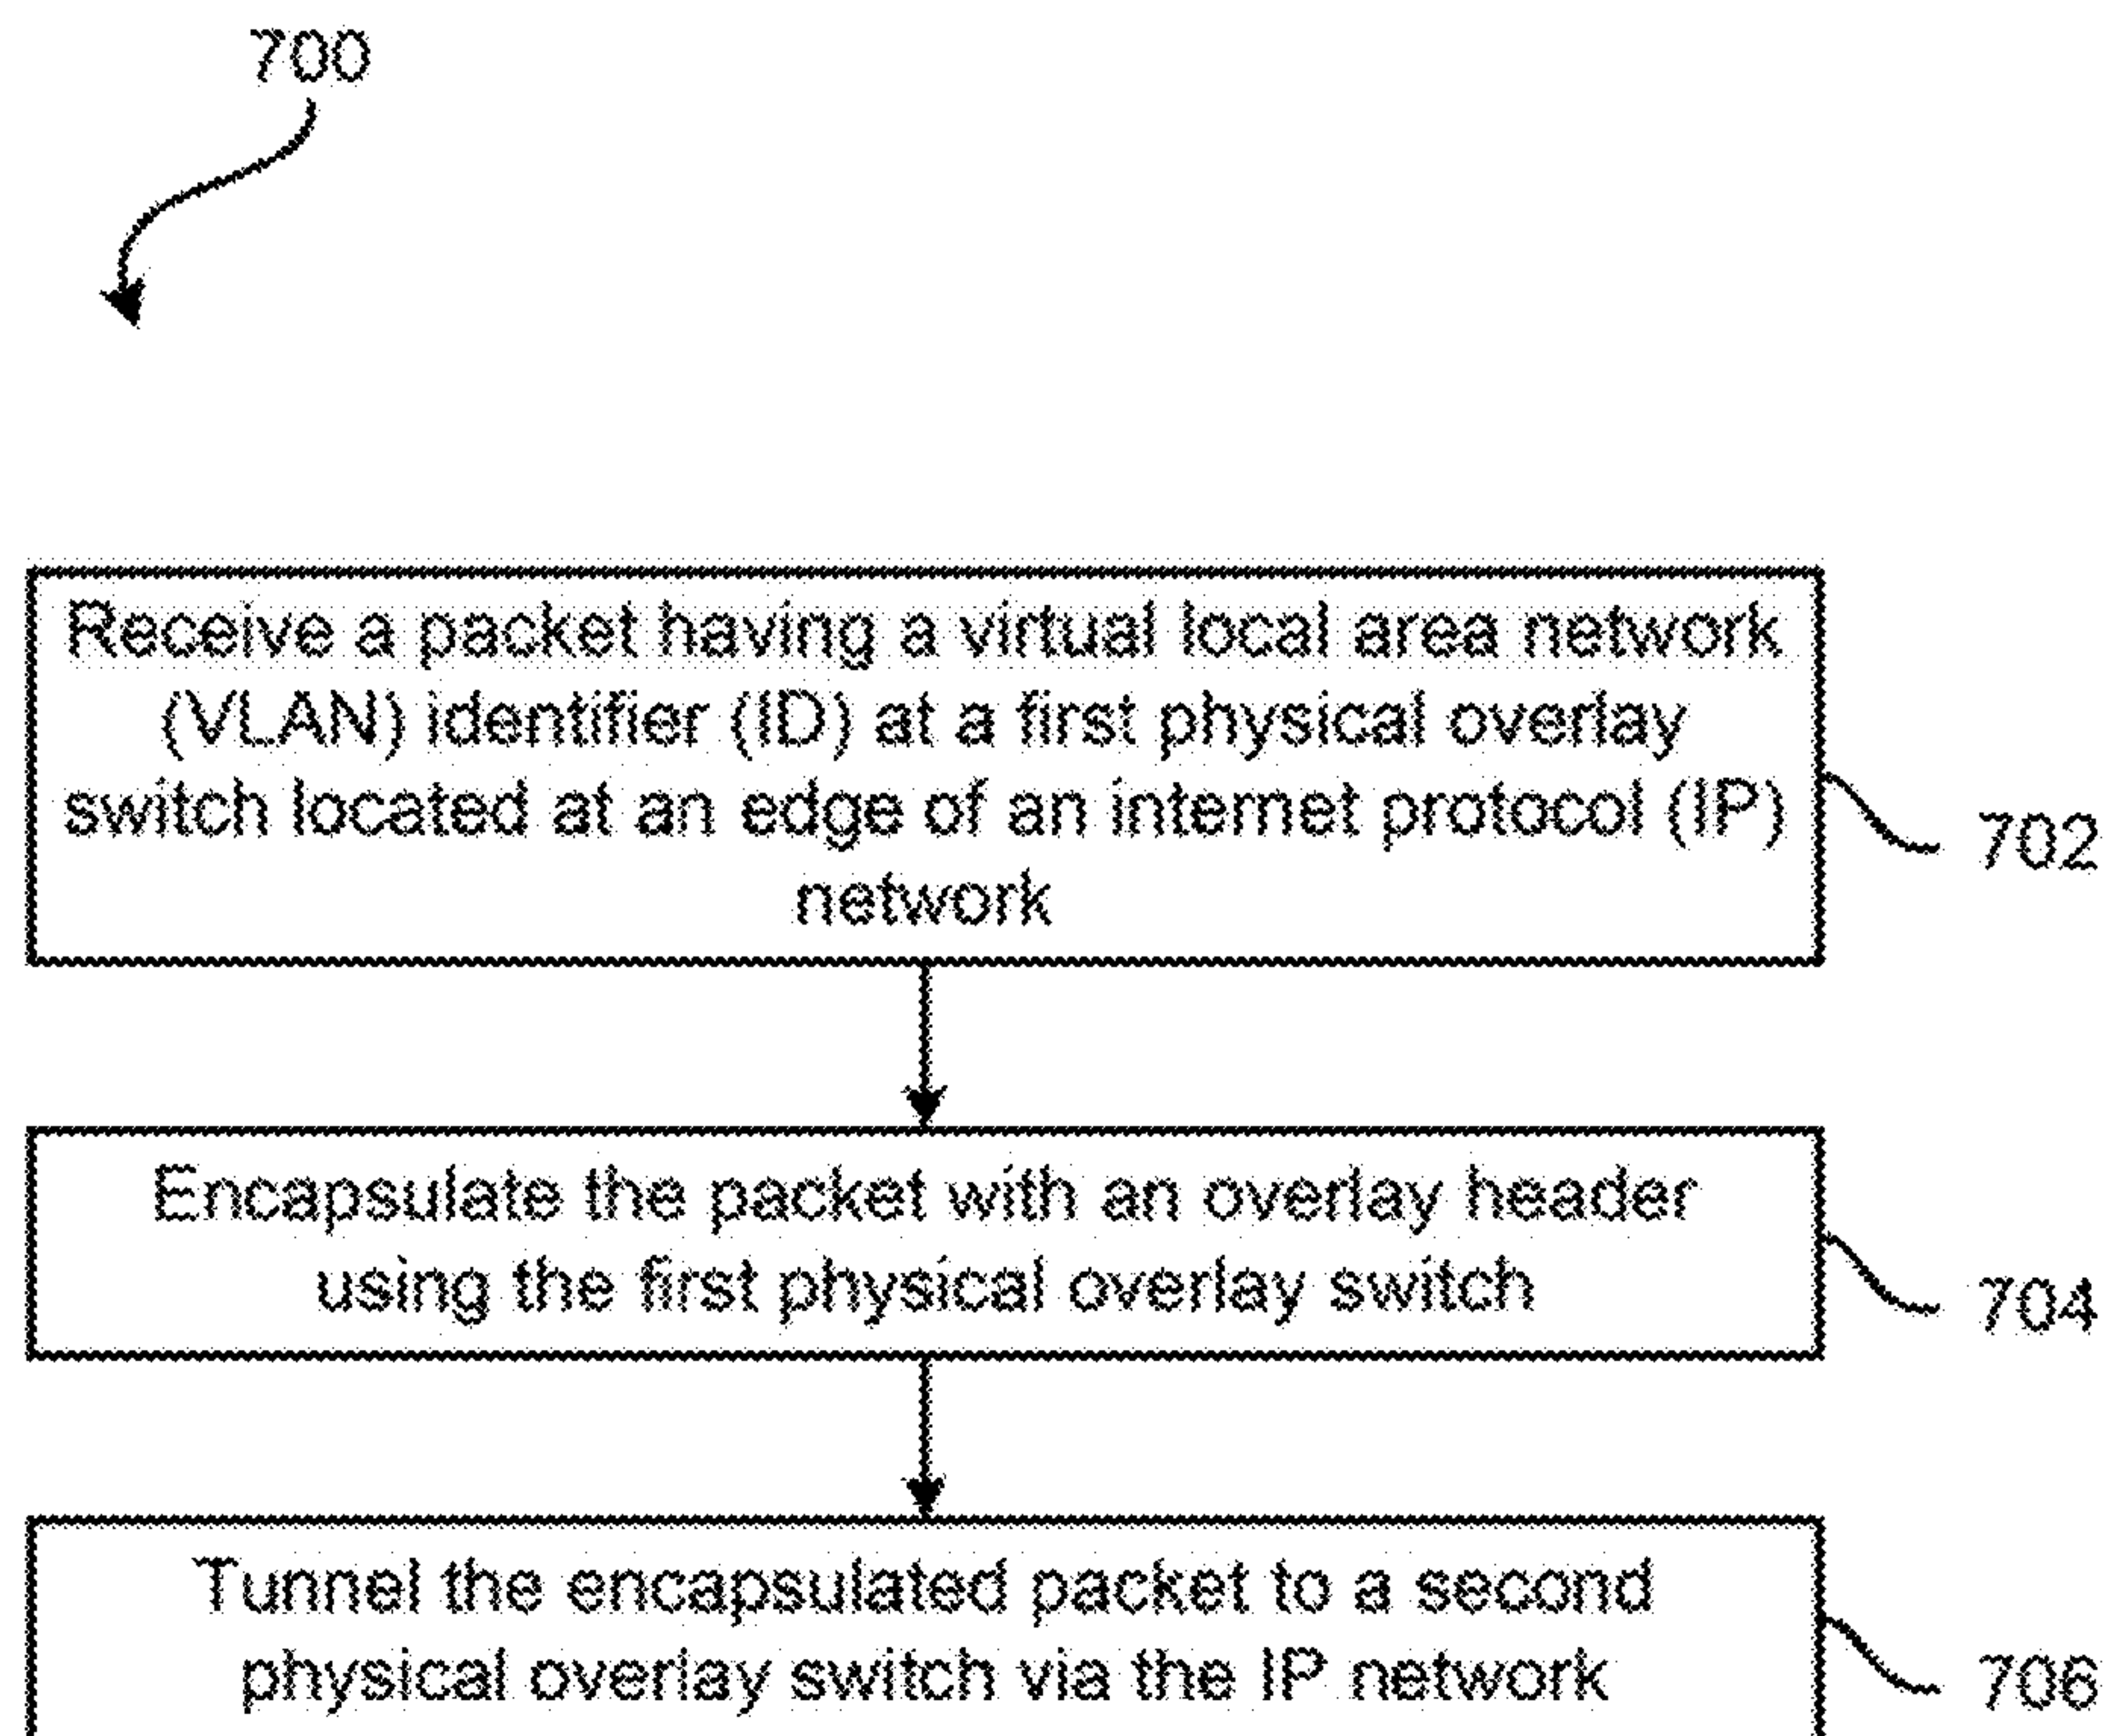 700
Receive a packet having a virtual local area network
(VLAN) identifier (ID) at a first physical overlay
switch located at an edge of an internet protocol (IP)
network
702
Encapsulate the packet with an overlay header
using the first physical overlay switch
704
Tunnel the encapsulated packet to a second
physical overlay switch via the IP network
706